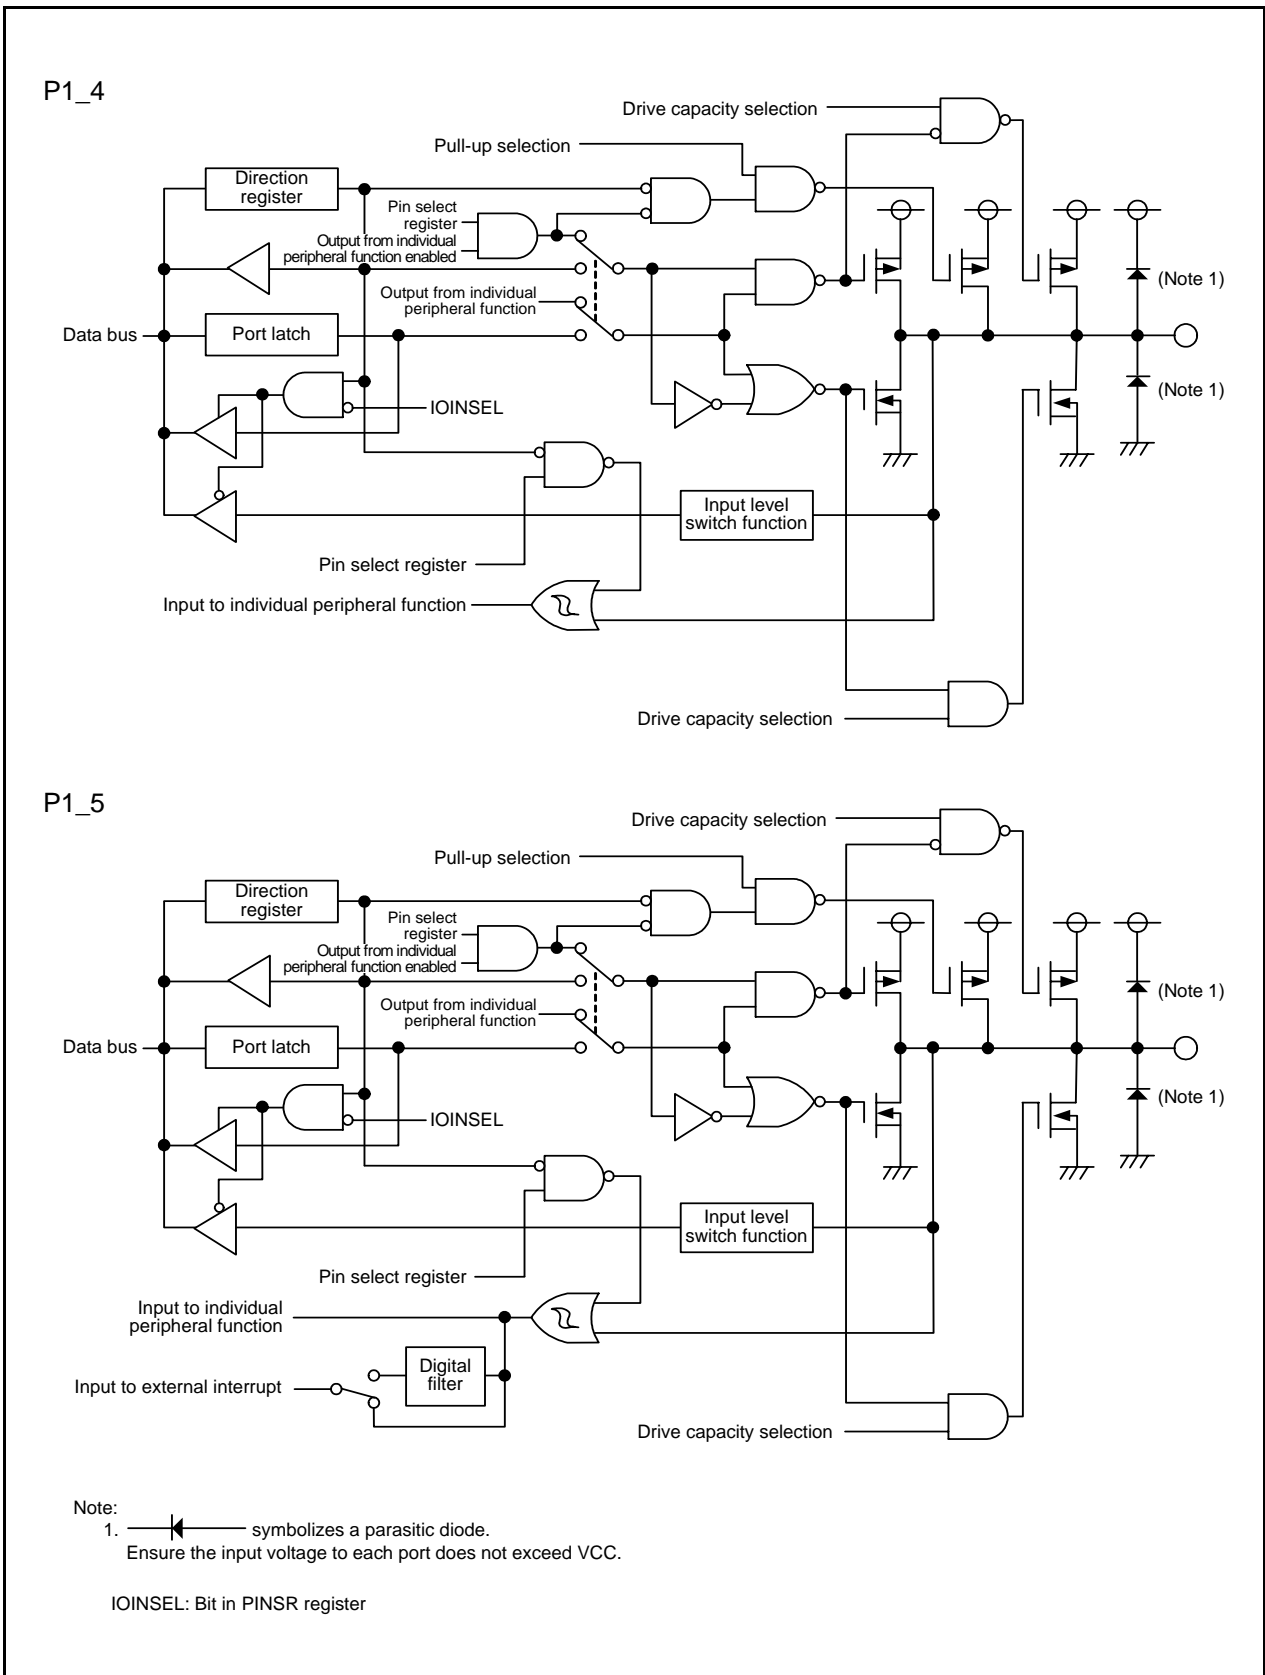 P1_4
Drive capacity selection
Pull-up selection
Direction
register
Pin select
register
Output from individual
peripheral function enabled
Output from individual
peripheral function
(Note 1)
Data bus
Port latch
(Note 1)
IOINSEL
Input level
switch function
Pin select register
Input to individual peripheral function
Drive capacity selection
P1_5
Drive capacity selection
Pull-up selection
Direction
register
Pin select
register
Output from individual
peripheral function enabled
Output from individual
peripheral function
(Note 1)
Data bus
Port latch
(Note 1)
IOINSEL
Input level
switch function
Pin select register
Input to individual
peripheral function
Digital
filter
Input to external interrupt
Drive capacity selection
Note:
1. symbolizes a parasitic diode.
Ensure the input voltage to each port does not exceed VCC.
IOINSEL: Bit in PINSR register